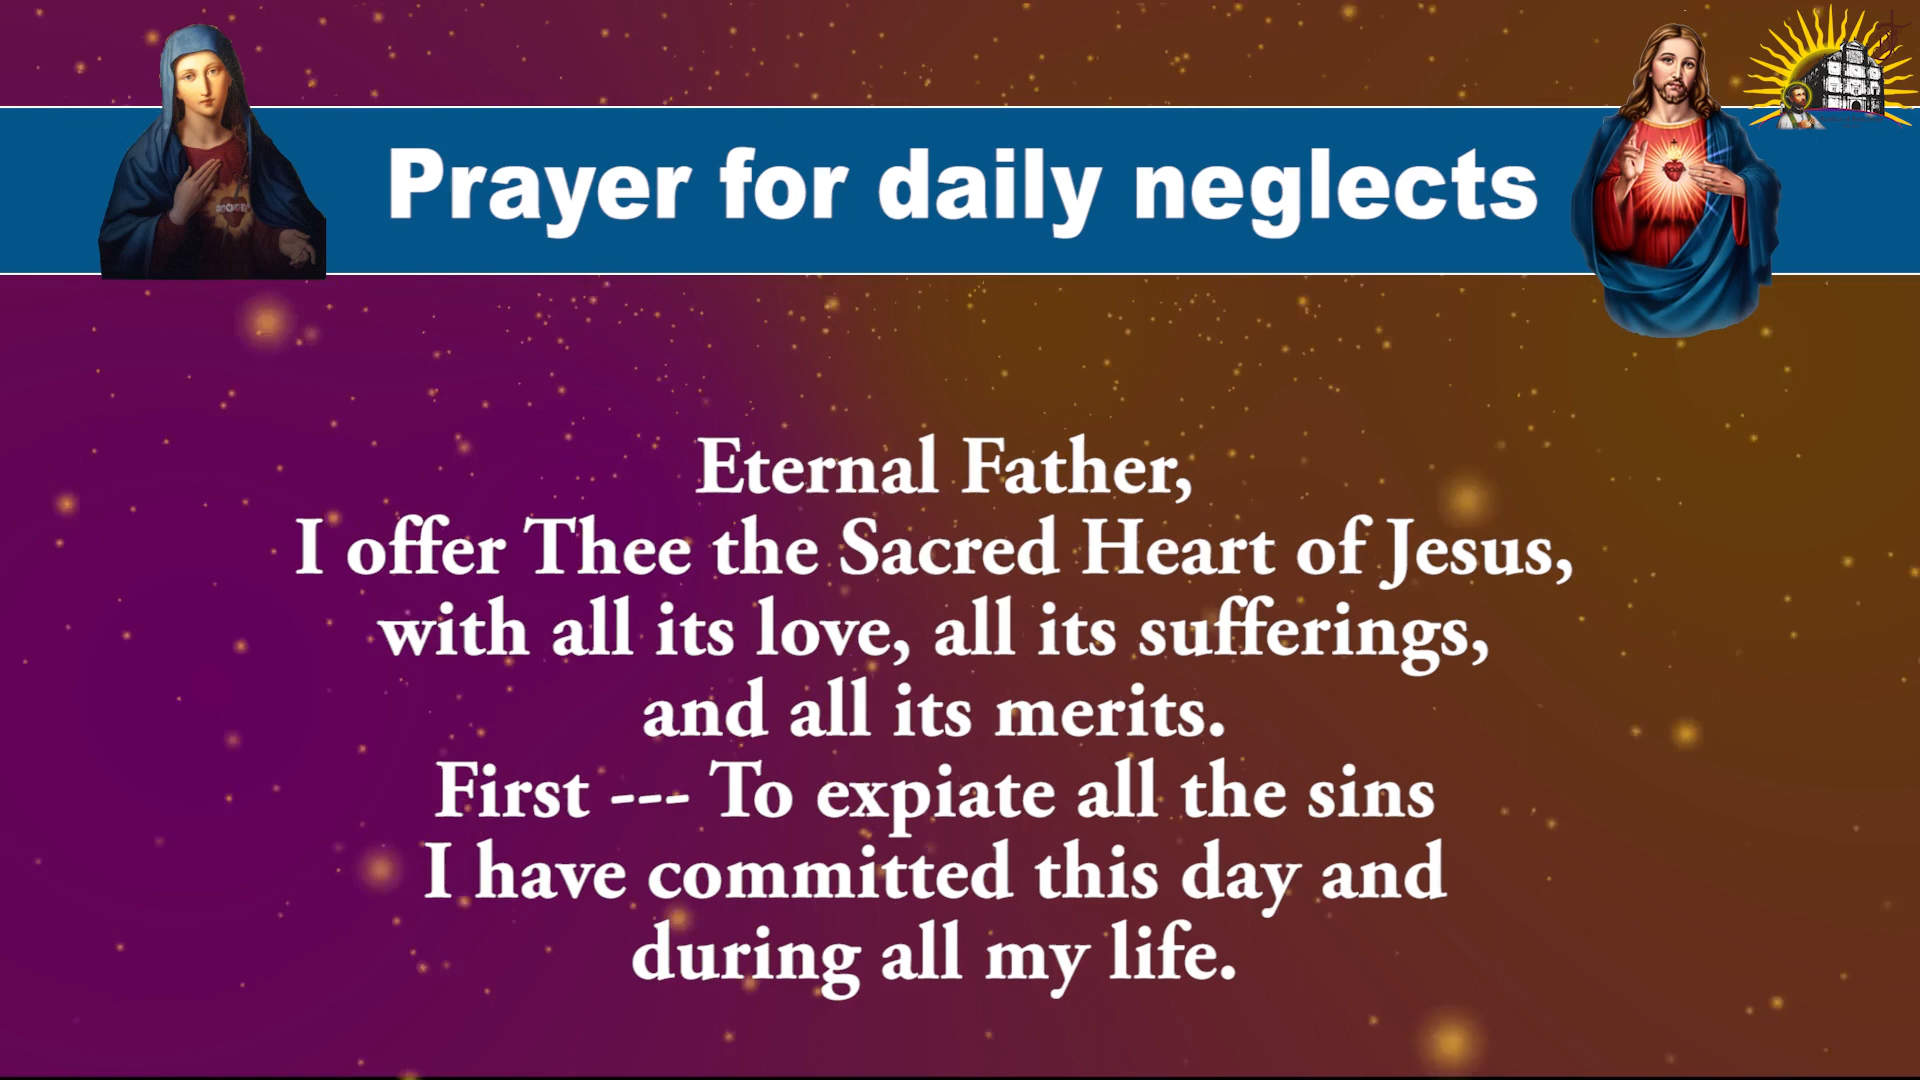 Prayer for daily neglects
Eternal Father,
I offer Thee the Sacred Heart of Jesus,
with all its love, all its sufferings,
and all its merits.
First --- To expiate all the sins
I have committed this day and
during all my life.